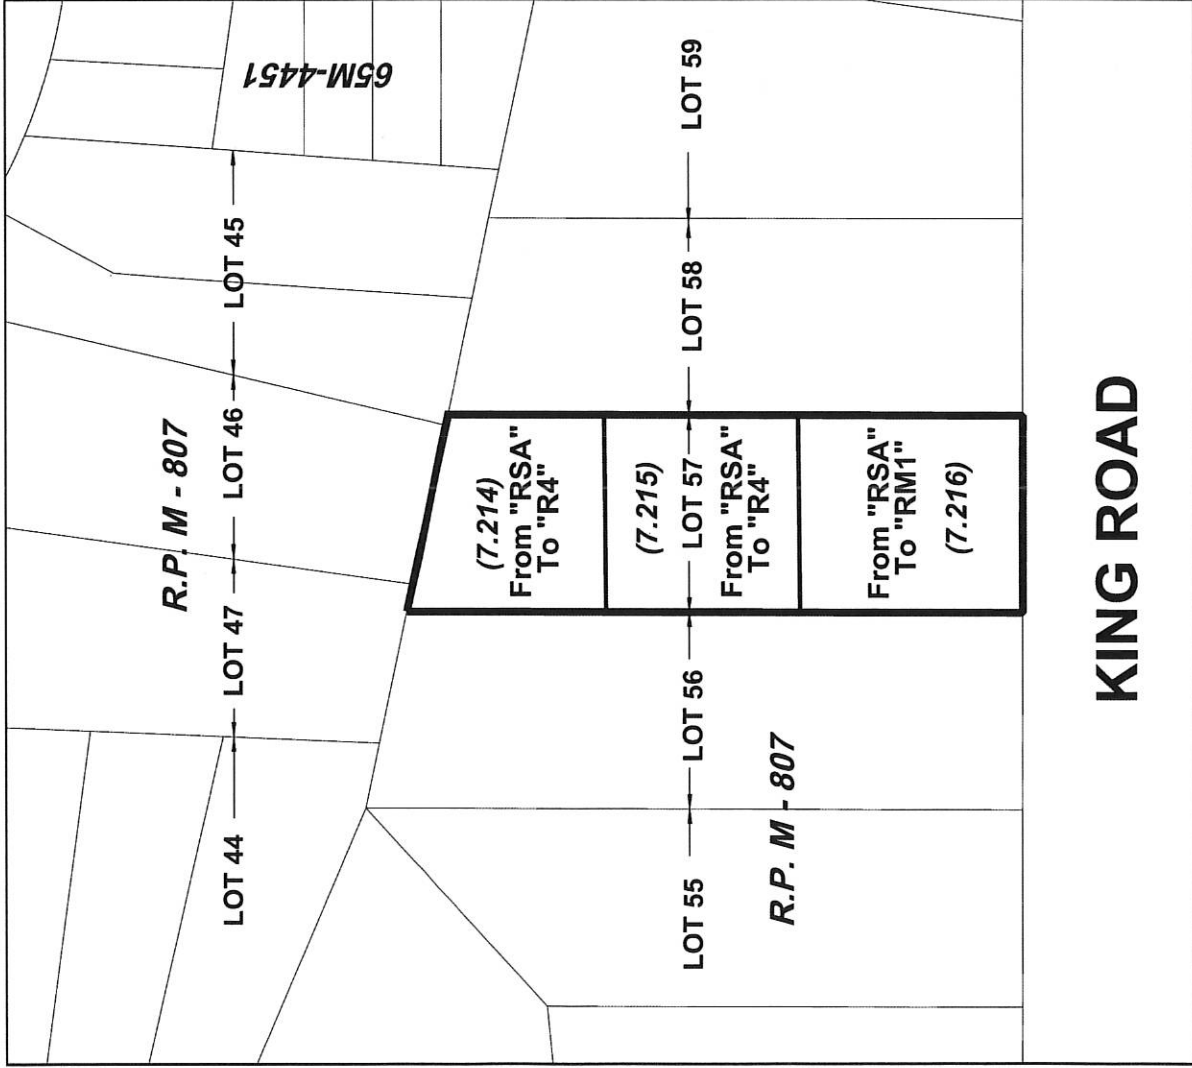 65M-4451
R.P. M - 807
LOT 44
LOT 47
LOT 46
LOT 45
(7.214)
From "RSA"
To "R4"
(7.215)
LOT 55
LOT 56
LOT 57
LOT 58
LOT 59
From "RSA"
To "R4"
R.P. M - 807
From "RSA"
To "RM1"
(7.216)
KING ROAD